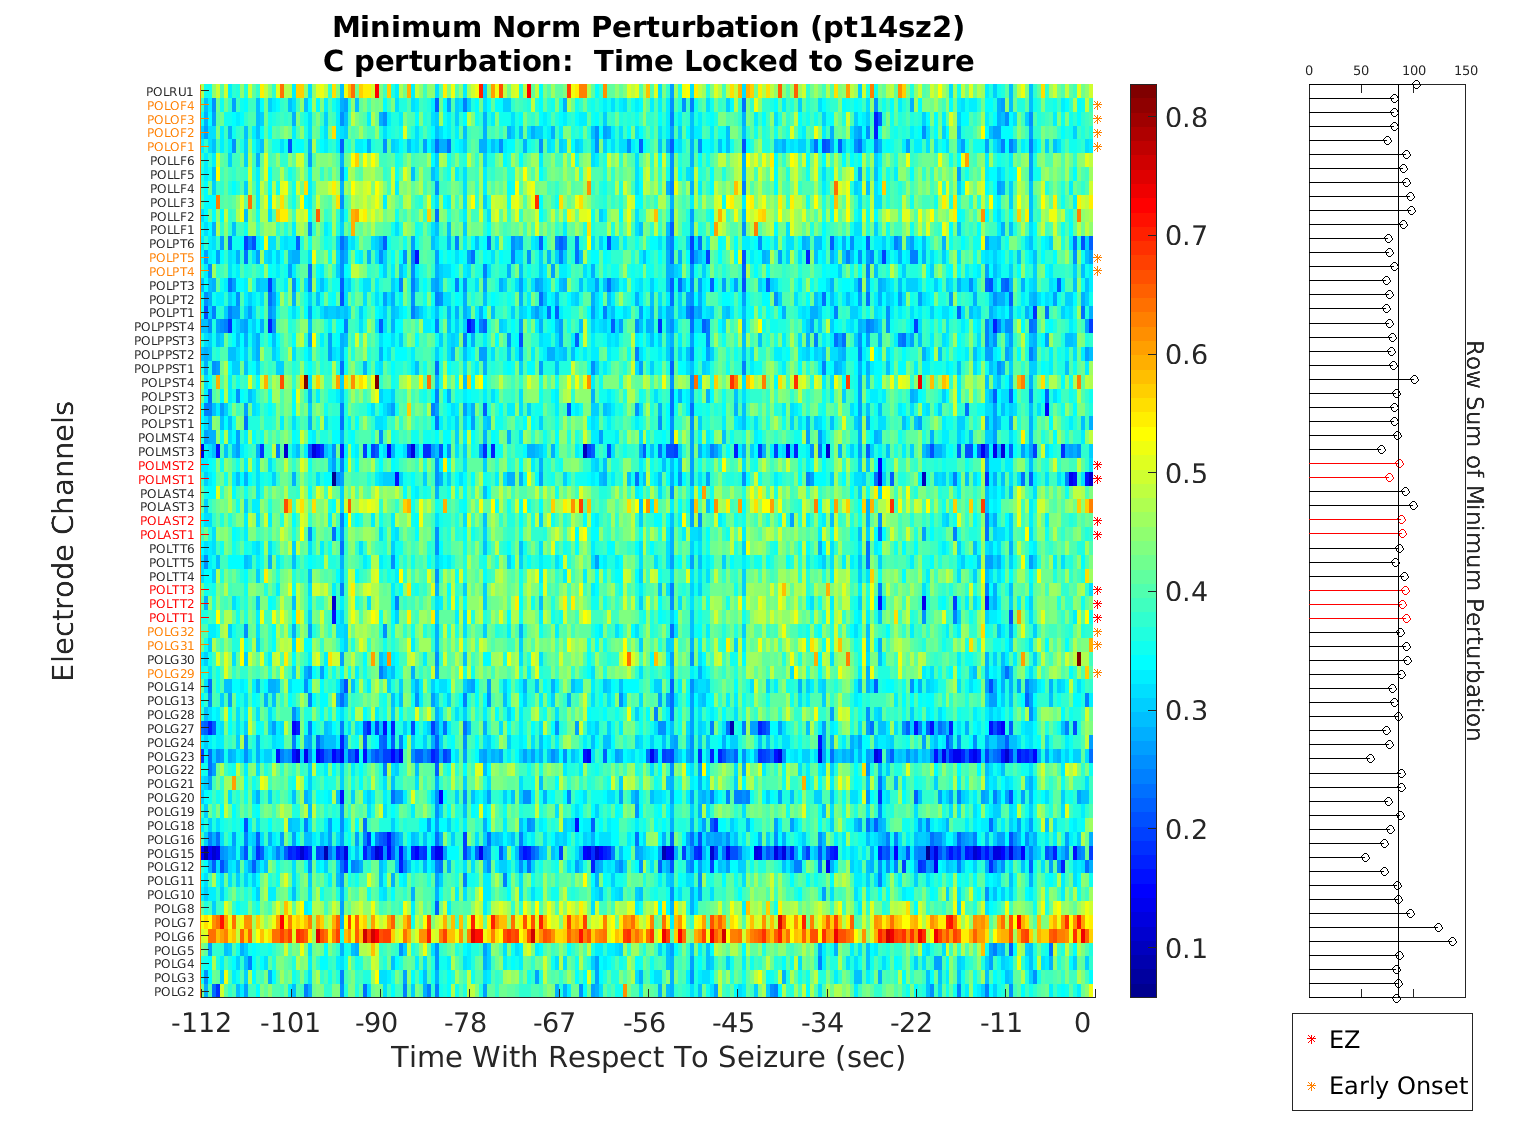 Minimum Norm Perturbation (pt14sz2)
C perturbation: Time Locked to Seizure
Electrode Channels
POLRU1
POLOF4
POLOF3
POLOF2
POLOF1
POLLF6
POLLF5
POLLF4
POLLF3
POLLF2
POLLF1
POLPT6
POLPT5
POLPT4
POLPT3
POLPT2
POLPT1
POLPPST4
POLPPST3
POLPPST2
POLPPST1
POLPST4
POLPST3
POLPST2
POLPST1
POLMST4
POLMST3
POLMST2
POLMST1
POLAST4
POLAST3
POLAST2
POLAST1
POLTT6
POLTT5
POLTT4
POLTT3
POLTT2
POLTT1
POLG32
POLG31
POLG30
POLG29
POLG14
POLG13
POLG28
POLG27
POLG24
POLG23
POLG22
POLG21
POLG20
POLG19
POLG18
POLG16
POLG15
POLG12
POLG11
POLG10
POLG8
POLG7
POLG6
POLG5
POLG4
POLG3
POLG2
-112 -101 -90 -78 -67 -56 -45 -34 -22 -11 0
Time With Respect To Seizure (sec)
0.8
0.7
0.6
0.5
0.4
0.3
0.2
0.1
0 50 100 150
Row Sum of Minimum Perturbation
EZ
Early Onset